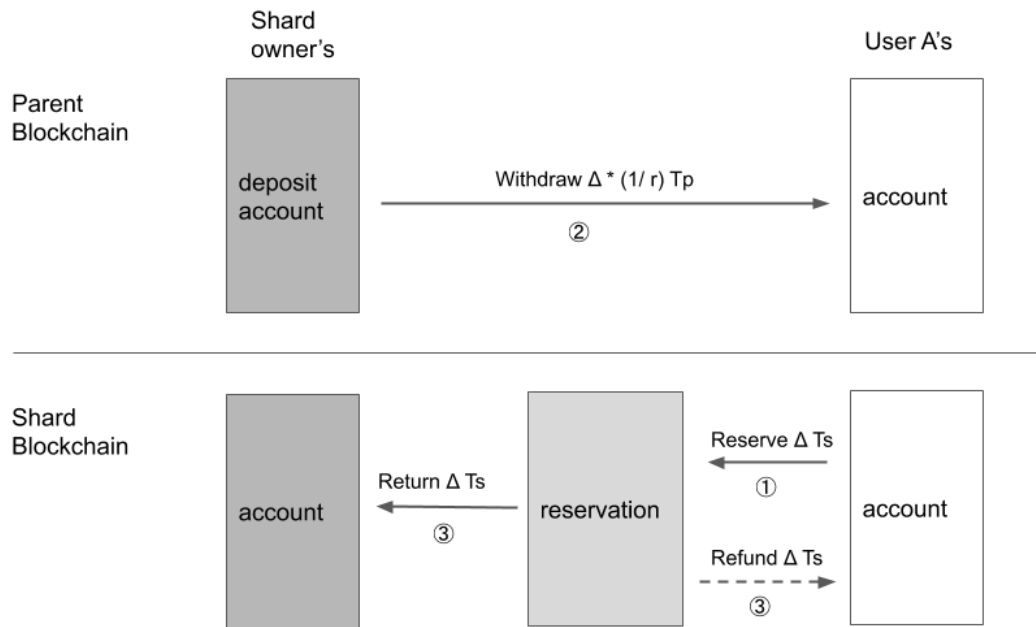 Shard
owner's
User A's
Parent
Blockchain
deposit
account
Withdraw Δ * (1/ r) Tp
②
account
Shard
Blockchain
account
Return Δ Ts
③
reservation
Reserve Δ Ts
①
Refund Δ Ts
③
account